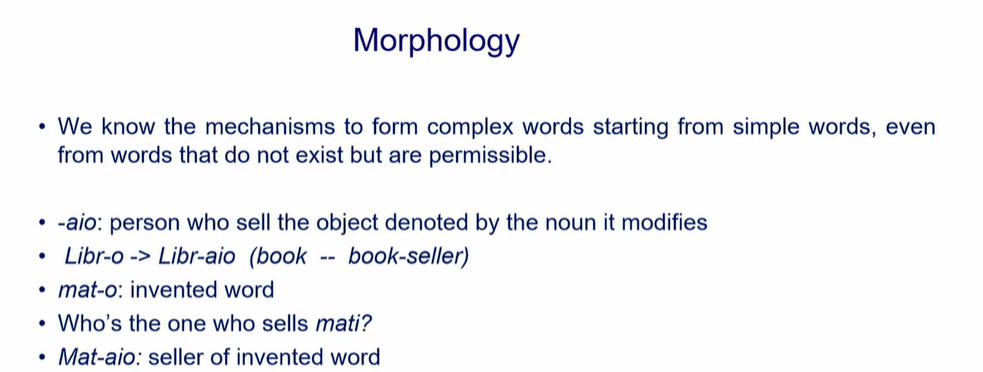 Morphology
• We know the mechanisms to form complex words starting from simple words, even
from words that do not exist but are permissible.
• -aio: person who sell the object denoted by the noun it modifies
• Libr-o -> Libr-aio (book -- book-seller)
• mat-o: invented word
• Who's the one who sells mati?
• Mat-aio: seller of invented word